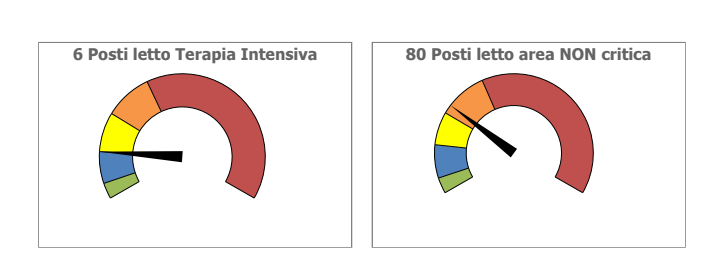 6 Posti letto Terapia Intensiva
80 Posti letto area NON critica